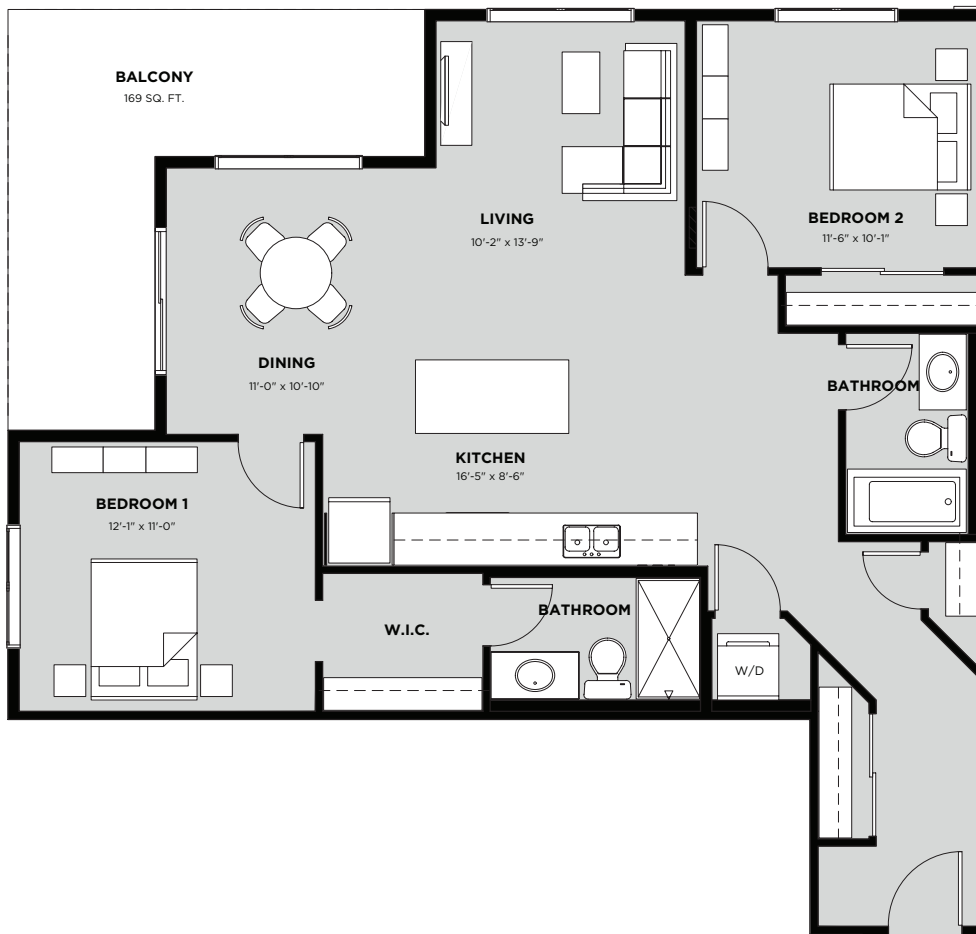 BALCONY
169 SQ. FT.
LIVING
10'-2" x 13'-9"
BEDROOM 2
11'-6" x 10'-1"
DINING
11'-0" x 10'-10"
BATHROOM
KITCHEN
16'-5" x 8'-6"
BEDROOM 1
12'-1" x 11'-0"
BATHROOM
W.I.C.
W/D